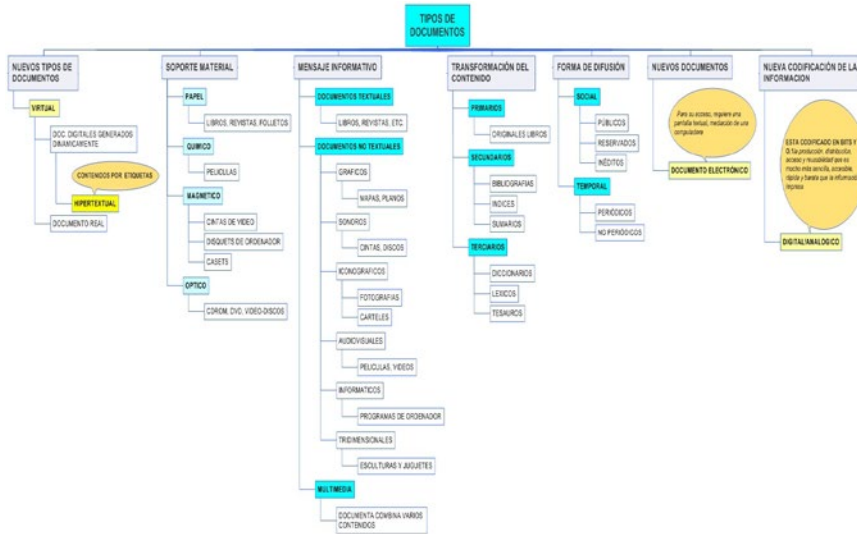 TIPOS DE
DOCUMENTOS
NUEVOS TIPOS DE
DOCUMENTOS
VIRTUAL
DOC. DIGITALES GENERADOS
DINAMICAMENTE
CONTENIDOS POR ETIQUETAS
HIPERTEXTUAL
DOCUMENTO REAL
SOPORTE MATERIAL
PAPEL
LIBROS, REVISTAS, FOLLETOS
QUIMICO
PELICULAS
MAGNETICO
CINTAS DE VIDEO
DISQUETS DE ORDENADOR
CASETS
OPTICO
CDROM, DVD, VIDEO-DISCOS
MENSAJE INFORMATIVO
DOCUMENTOS TEXTUALES
LIBROS, REVISTAS, ETC.
DOCUMENTOS NO TEXTUALES
GRAFICOS
MAPAS, PLANOS
SONOROS
CINTAS, DISCOS
ICONOGRAFICOS
FOTOGRAFIAS
CARTELES
AUDIOVISUALES
PELICULAS, VIDEOS
INFORMATICOS
PROGRAMAS DE ORDENADOR
TRIDIMENSIONALES
ESCULTURAS Y JUGUETES
MULTIMEDIA
DOCUMENTA COMBINA VARIOS
CONTENIDOS
TRANSFORMACIÓN DEL
CONTENIDO
PRIMARIOS
ORIGINALES LIBROS
SECUNDARIOS
BIBLIOGRAFIAS
INDICES
SUMARIOS
TERCIARIOS
DICCIONARIOS
LEXICOS
TESAUROS
FORMA DE DIFUSIÓN
SOCIAL
PÚBLICOS
RESERVADOS
INÉDITOS
TEMPORAL
PERIÓDICOS
NO PERIÓDICOS
NUEVOS DOCUMENTOS
Para su acceso, requiere una
pantalla textual, mediación de una
computadora
DOCUMENTO ELECTRÓNICO
NUEVA CODIFICACIÓN DE LA
INFORMACION
ESTA CODIFICADO EN BITS Y
producción, distribución,
acceso y reusabilidad que es
mucho más sencilla, accesible,
rápida y barata que la información
impresa
DIGITAL/ANALÓGICO